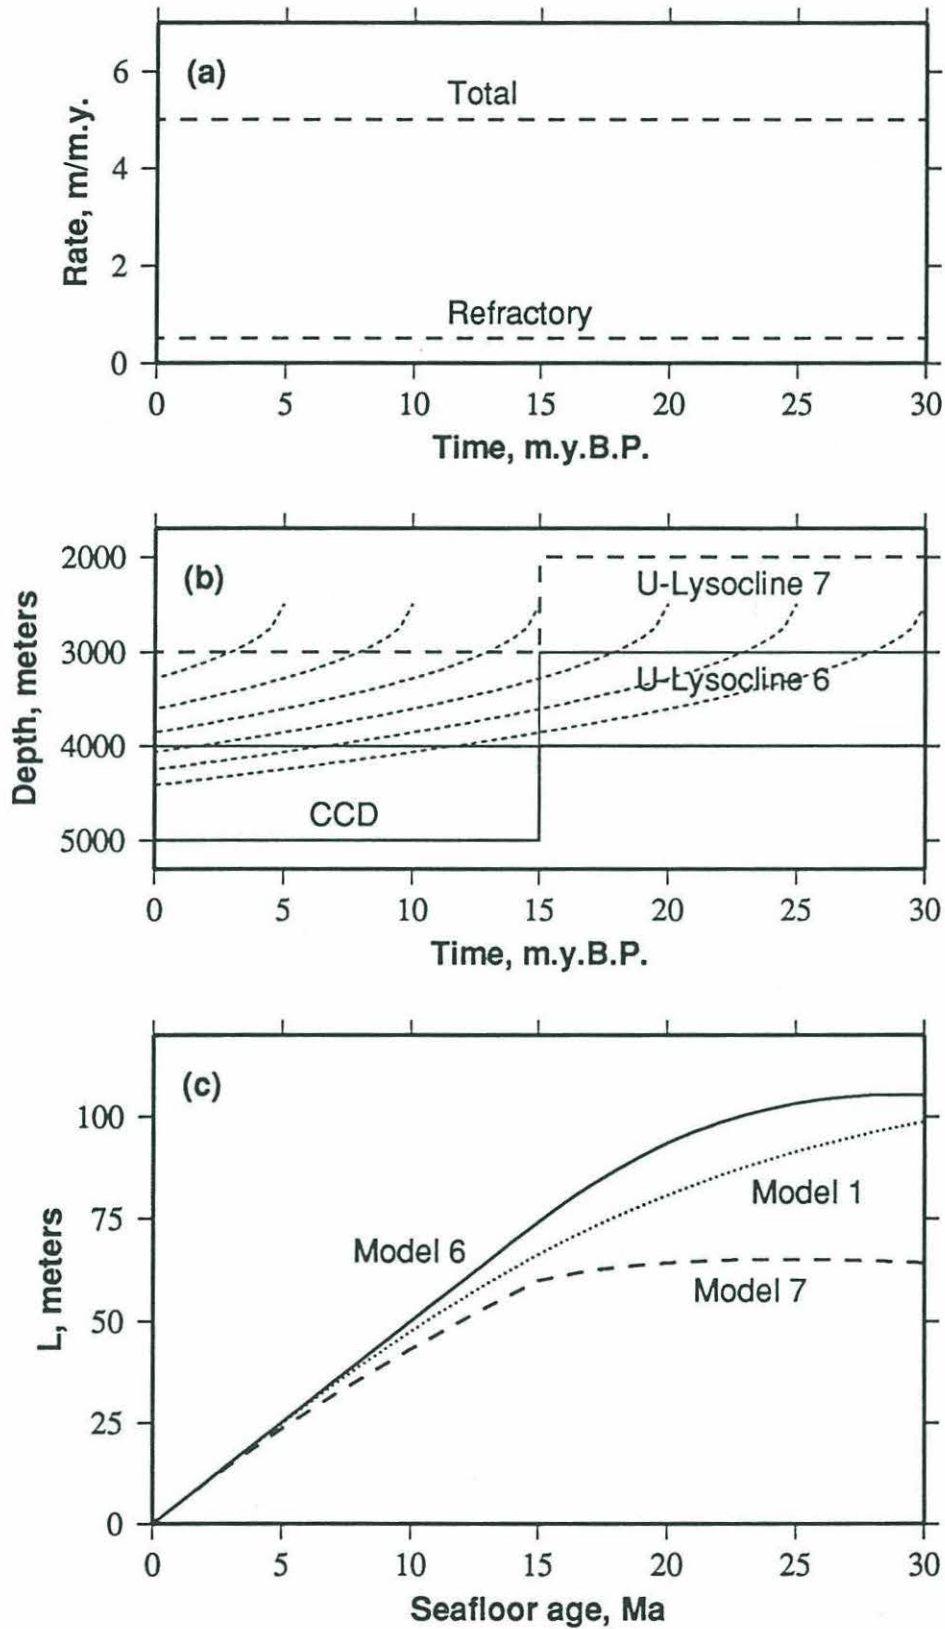 (a)
Total
Refractory
Rate, m/m.y.
6
4
2
0
0 5 10 15 20 25 30
Time, m.y.B.P.
(b)
U-Lysocline 7
U-Lysocline 6
CCD
Depth, meters
2000
3000
4000
5000
0 5 10 15 20 25 30
Time, m.y.B.P.
(c)
Model 6
Model 1
Model 7
L, meters
100
75
50
25
0
0 5 10 15 20 25 30
Seafloor age, Ma